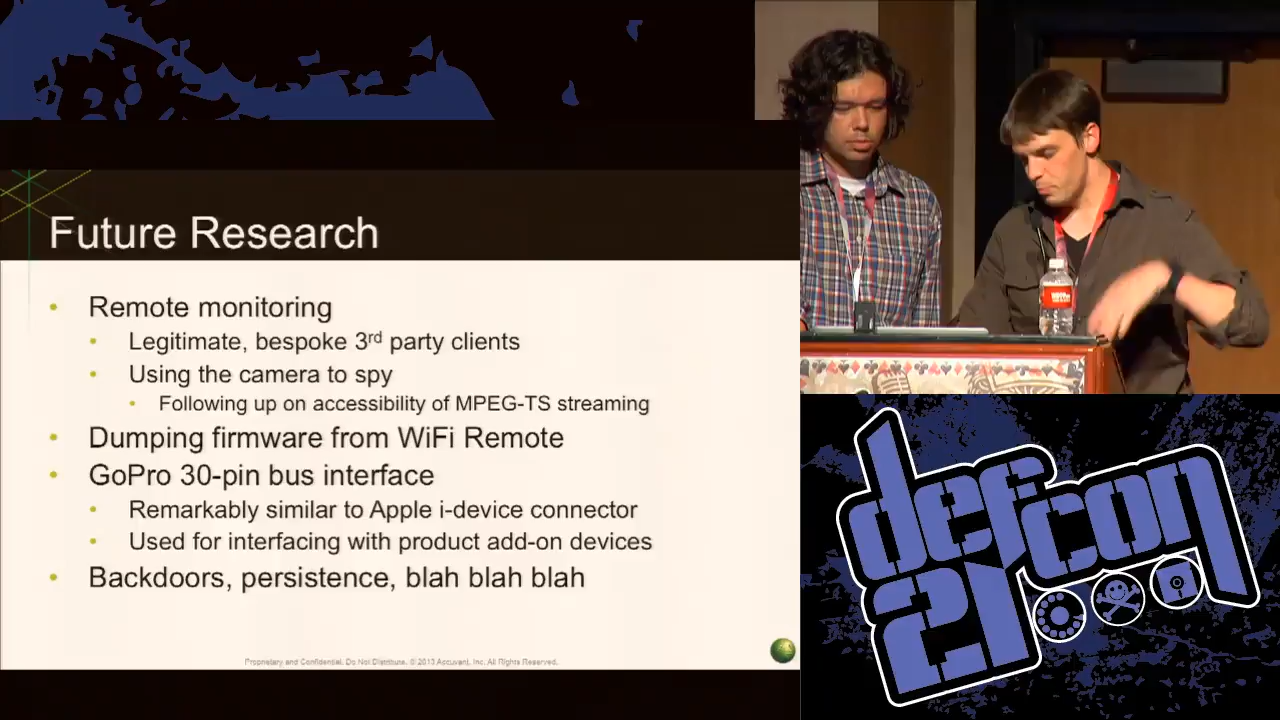 Future Research
• Remote monitoring
• Legitimate, bespoke 3rd party clients
• Using the camera to spy
• Following up on accessibility of MPEG-TS streaming
• Dumping firmware from WiFi Remote
• GoPro 30-pin bus interface
• Remarkably similar to Apple i-device connector
• Used for interfacing with product add-on devices
• Backdoors, persistence, blah blah blah
Proprietary and Confidential. Do Not Distribute. © 2013 Accuvant, Inc. All Rights Reserved.
defcon
21